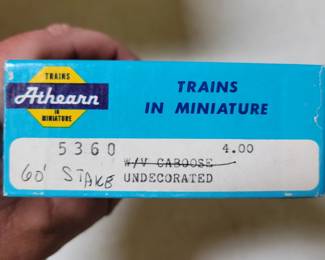 TRAINS
Athearn
IN MINIATURE
TRAINS
IN MINIATURE
5360 4.00
W/V CABOOSE
60' STAKE UNDECORATED